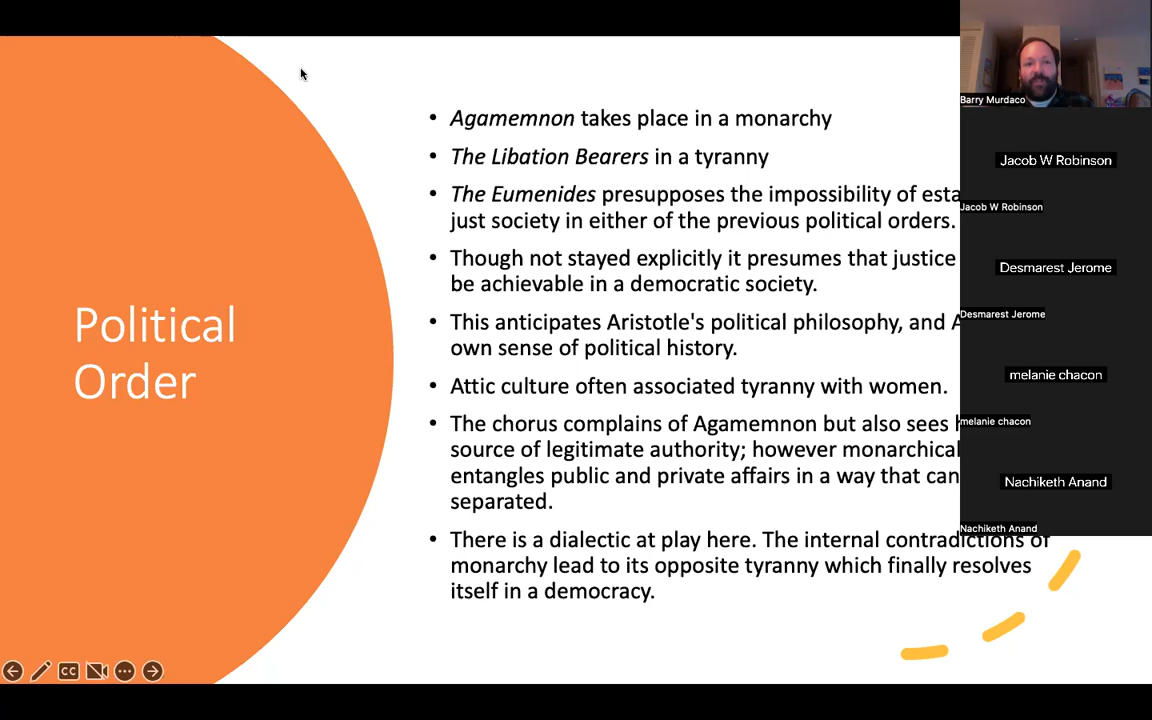 Political
Order
• Agamemnon takes place in a monarchy
• The Libation Bearers in a tyranny
• The Eumenides presupposes the impossibility of esta
just society in either of the previous political orders.
• Though not stayed explicitly it presumes that justice
be achievable in a democratic society.
• This anticipates Aristotle's political philosophy, and A
own sense of political history.
• Attic culture often associated tyranny with women.
• The chorus complains of Agamemnon but also sees
source of legitimate authority; however monarchical
entangles public and private affairs in a way that can
separated.
• There is a dialectic at play here. The internal contradictions of
monarchy lead to its opposite tyranny which finally resolves
itself in a democracy.
CC
Barry Murdaco
Jacob W Robinson
Jacob W Robinson
Desmarest Jerome
Desmarest Jerome
melanie chacon
melanie chacon
Nachiketh Anand
Nachiketh Anand